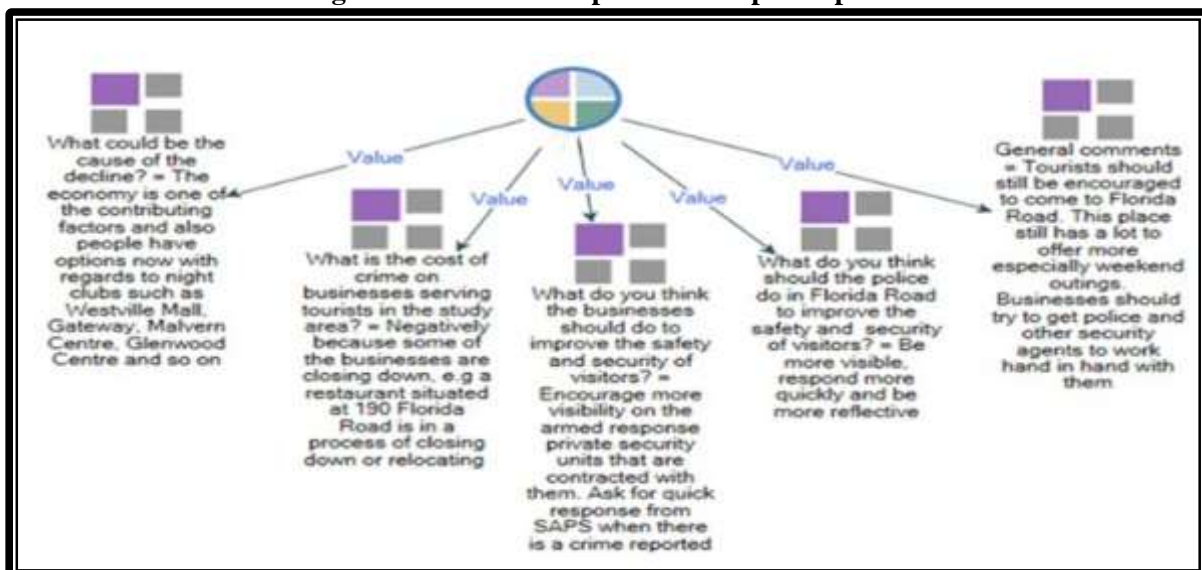 What could be the
cause of the
decline? = The
economy is one of
the contributing
factors and also
people have
options now with
regards to night
clubs such as
Westville Mall,
Gateway, Malvern
Centre, Glenwood
Centre and so on
Value
Value
Value
Value
Value
What is the cost of
crime on
businesses serving
tourists in the study
area? = Negatively
because some of
the businesses are
closing down, e.g a
restaurant situated
at 190 Florida
Road is in a
process of closing
down or relocating
What do you think
the businesses
should do to
improve the safety
and security of
visitors? =
Encourage more
visibility on the
armed response
private security
units that are
contracted with
them. Ask for quick
response from
SAPS when there
is a crime reported
What do you think
should the police
do in Florida Road
to improve the
safety and security
of visitors? = Be
more visible,
respond more
quickly and be
more reflective
General comments
= Tourists should
still be encouraged
to come to Florida
Road. This place
still has a lot to
offer more
especially weekend
outings.
Businesses should
try to get police and
other security
agents to work
hand in hand with
them